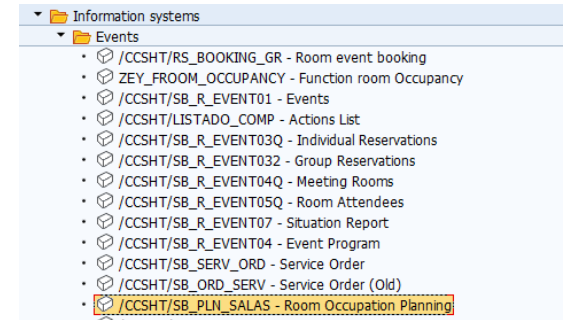 Information systems
Events
/CCSHT/RS_BOOKING_GR - Room event booking
ZEY_FROOM_OCCUPANCY - Function room Occupancy
/CCSHT/SB_R_EVENT01 - Events
/CCSHT/LISTADO_COMP - Actions List
/CCSHT/SB_R_EVENT03Q - Individual Reservations
/CCSHT/SB_R_EVENT032 - Group Reservations
/CCSHT/SB_R_EVENT04Q - Meeting Rooms
/CCSHT/SB_R_EVENT05Q - Room Attendees
/CCSHT/SB_R_EVENT07 - Situation Report
/CCSHT/SB_R_EVENT04 - Event Program
/CCSHT/SB_SERV_ORD - Service Order
/CCSHT/SB_ORD_SERV - Service Order (Old)
/CCSHT/SB_PLN_SALAS - Room Occupation Planning